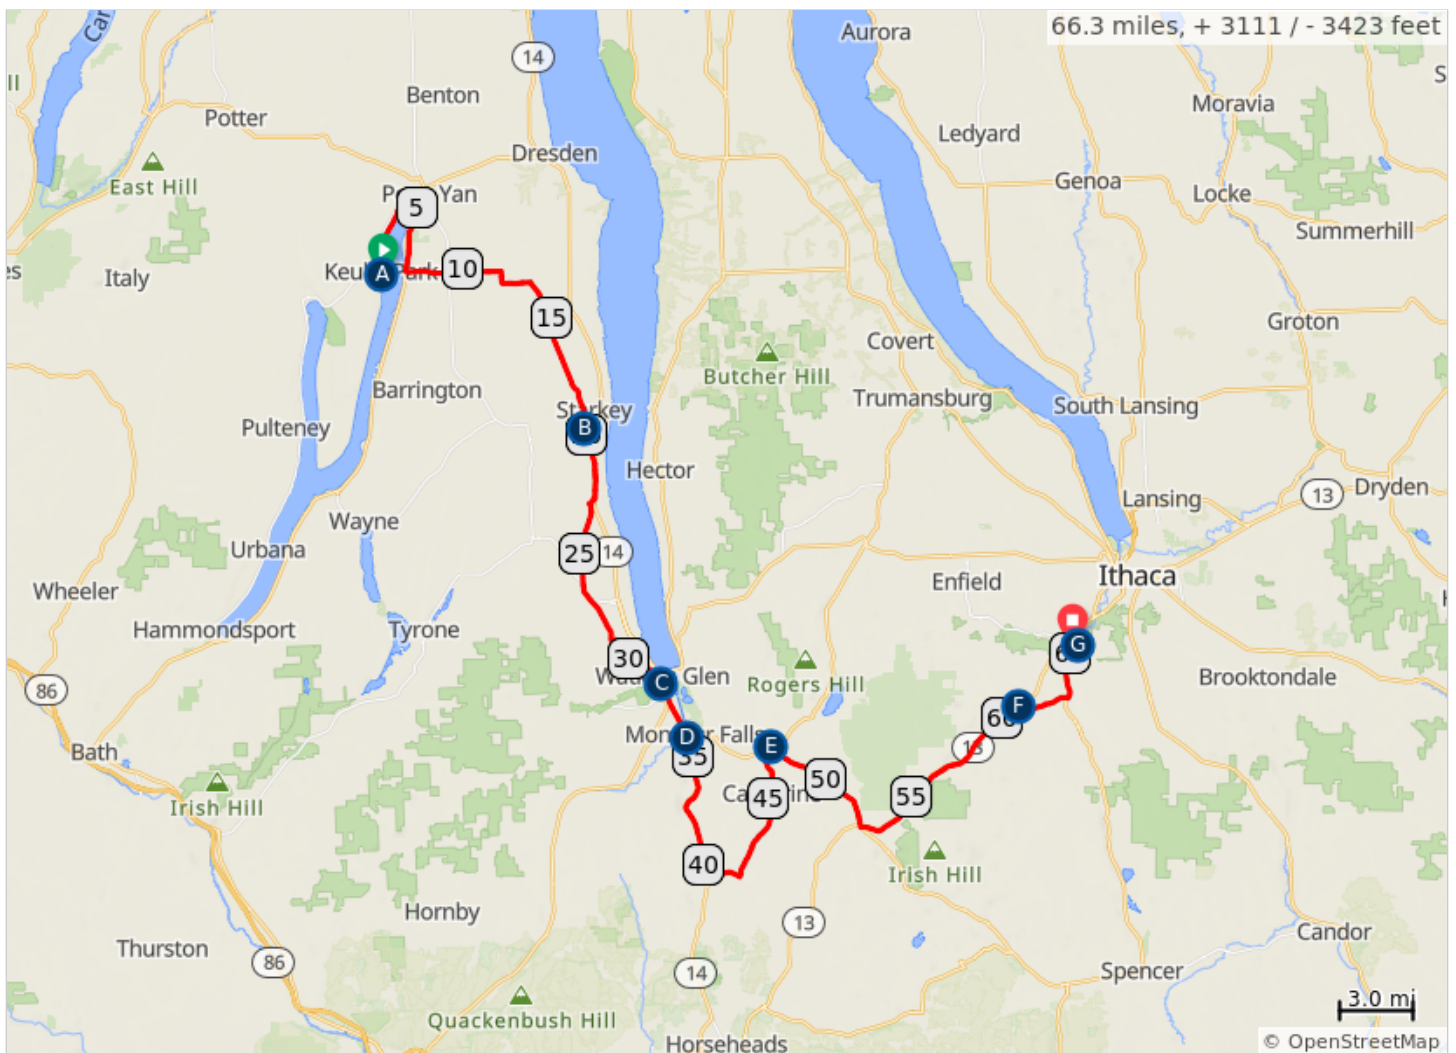 66.3 miles, + 3111 / - 3423 feet
Aurora
14
Benton
Moravia
Potter
Ledyard
Dresden
East Hill
Genoa
Locke
5
Summerhill
A
10
Italy
15
Groton
Covert
Butcher Hill
Barrington
Trumansburg
South Lansing
Pulteney
B
Hector
Dryden
13
Lansing
Wayne
Urbana
25
14
Ithaca
Enfield
Wheeler
Hammondsport
Tyrone
30
G
C
Glen
Rogers Hill
Brooktondale
86
F
60
D
E
13
Bath
35
50
45
55
Irish Hill
40
Irish Hill
Hornby
13
Thurston
Candor
86
14
Spencer
3.0 mi
Quackenbush Hill
Horseheads
© OpenStreetMap